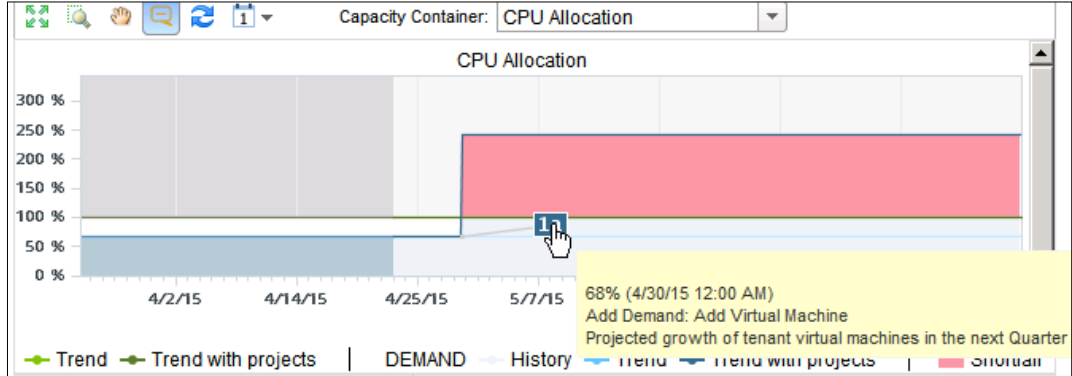 1
Capacity Container: CPU Allocation
CPU Allocation
300 %
250 %
200 %
150 %
100 %
50 %
0 %
4/2/15 4/14/15 4/25/15 5/7/15
68% (4/30/15 12:00 AM)
Add Demand: Add Virtual Machine
Projected growth of tenant virtual machines in the next Quarter
Trend Trend with projects | DEMAND History Trend Trend with projects | Shortfall